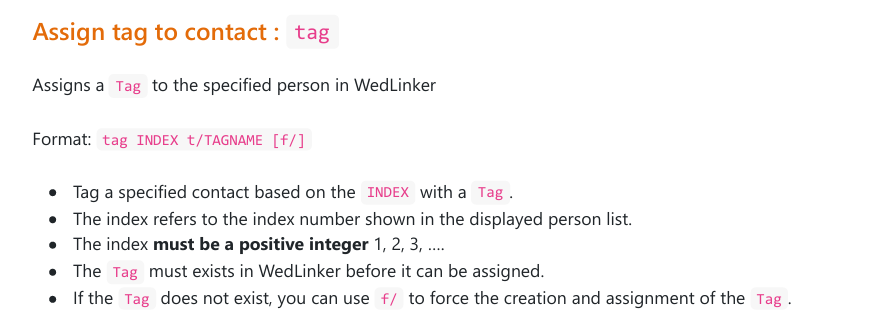 Assign tag to contact : tag
Assigns a Tag to the specified person in WedLinker
Format: tag INDEX t/TAGNAME [f/]
● Tag a specified contact based on the INDEX with a Tag.
● The index refers to the index number shown in the displayed person list.
● The index must be a positive integer 1, 2, 3, ….
● The Tag must exists in WedLinker before it can be assigned.
● If the Tag does not exist, you can use f/ to force the creation and assignment of the Tag.